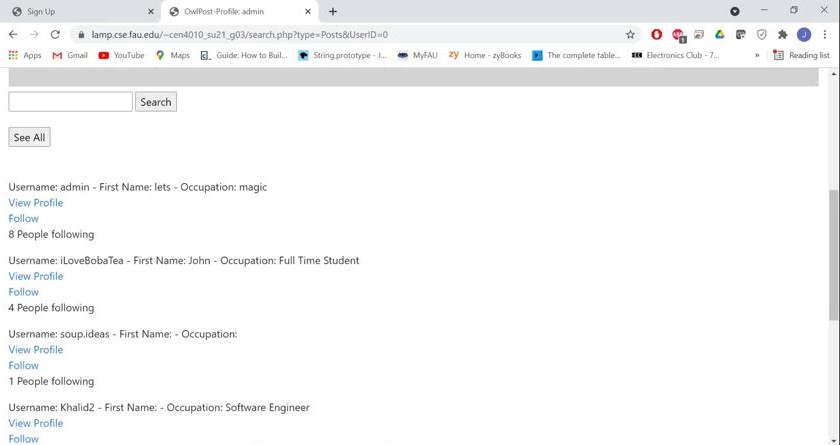 Sign Up
OwlPost-Profile: admin
lamp.cse.fau.edu/~cen4010_su21_g03/search.php?type=Posts&UserID=0
Apps Gmail YouTube Maps Guide: How to Buil... String.prototype - J... MyFAU zy Home - zyBooks The complete table... Electronics Club - 7... » Reading list
Search
See All
Username: admin - First Name: lets - Occupation: magic
View Profile
Follow
8 People following
Username: iLoveBobaTea - First Name: John - Occupation: Full Time Student
View Profile
Follow
4 People following
Username: soup.ideas - First Name: - Occupation:
View Profile
Follow
1 People following
Username: Khalid2 - First Name: - Occupation: Software Engineer
View Profile
Follow